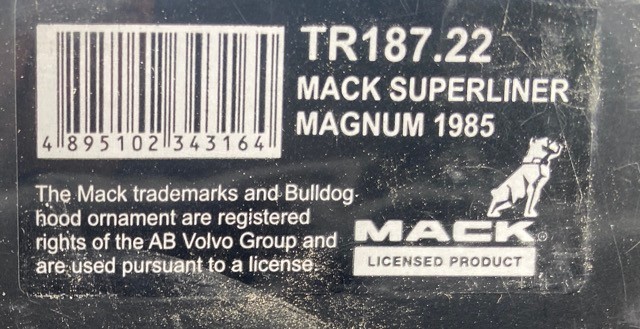 TR187.22
MACK SUPERLINER
MAGNUM 1985
4 895102 343164
The Mack trademarks and Bulldog
hood ornament are registered
rights of the AB Volvo Group and
are used pursuant to a license.
MACK®
LICENSED PRODUCT